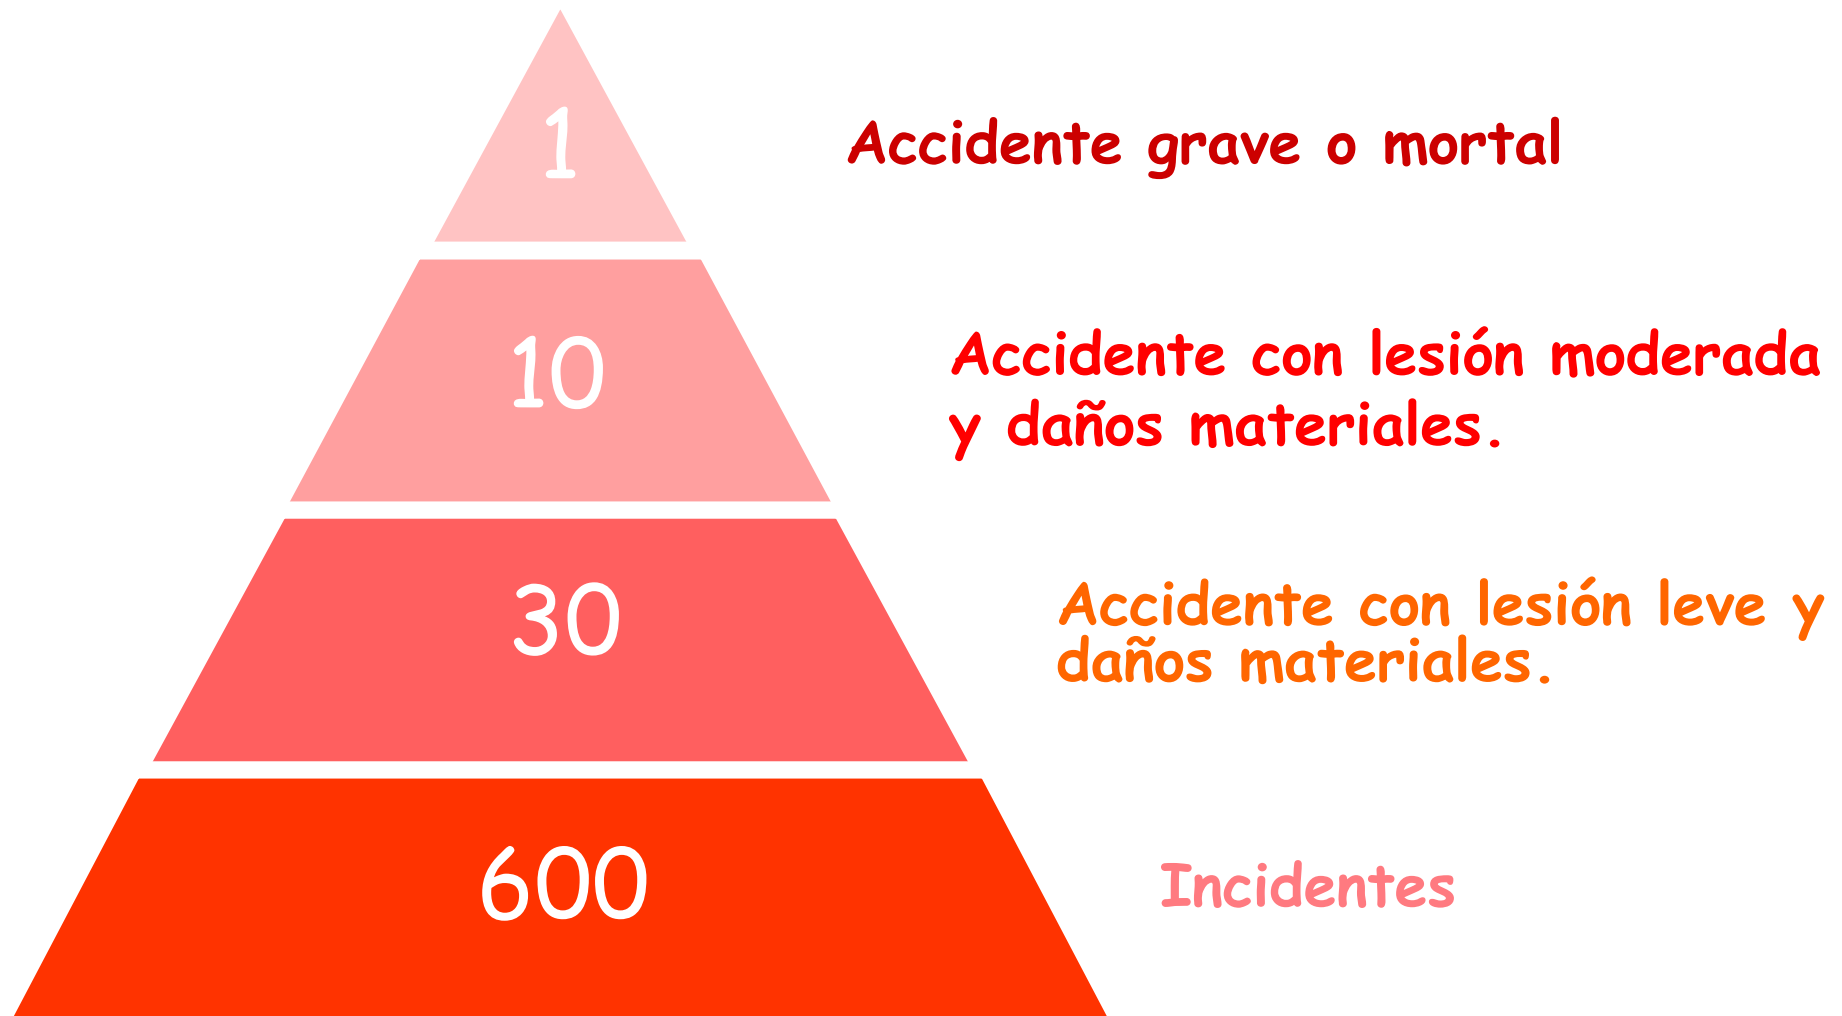 1
Accidente grave o mortal
10
Accidente con lesión moderada
y daños materiales.
30
Accidente con lesión leve y
daños materiales.
600
Incidentes